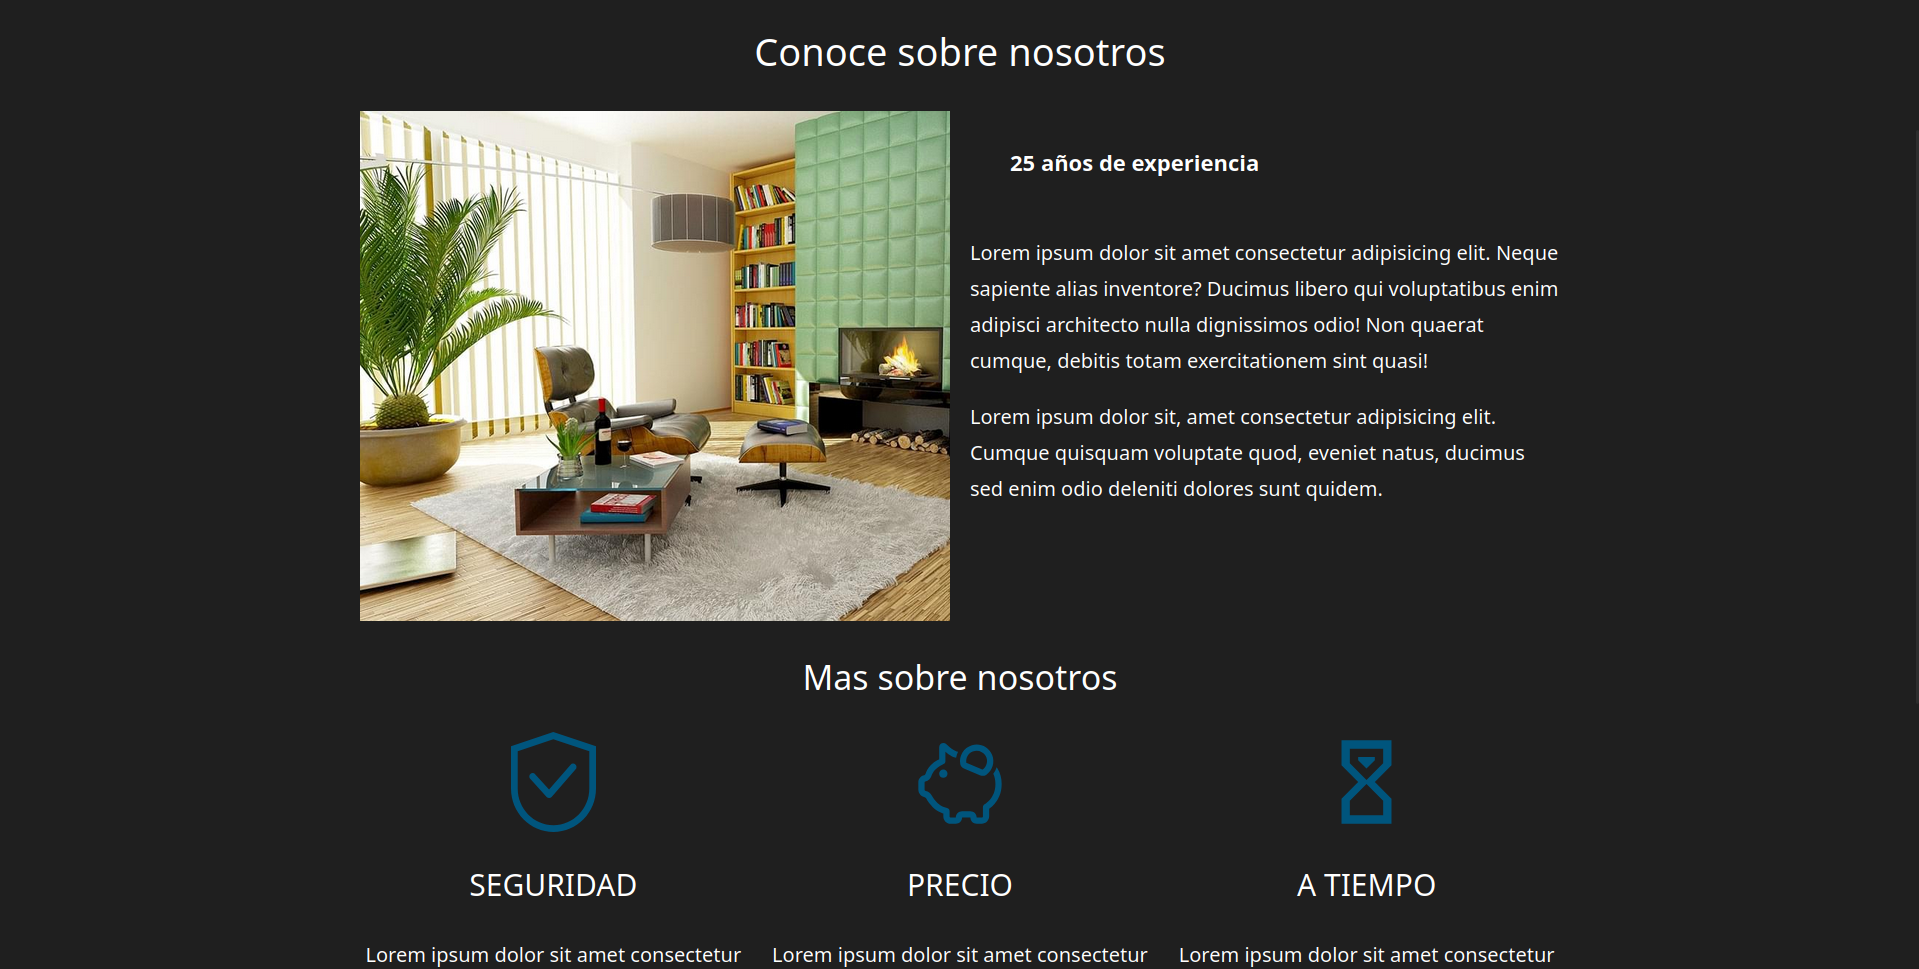 Conoce sobre nosotros
25 años de experiencia
Lorem ipsum dolor sit amet consectetur adipisicing elit. Neque
sapiente alias inventore? Ducimus libero qui voluptatibus enim
adipisci architecto nulla dignissimos odio! Non quaerat
cumque, debitis totam exercitationem sint quasi!
Lorem ipsum dolor sit, amet consectetur adipisicing elit.
Cumque quisquam voluptate quod, eveniet natus, ducimus
sed enim odio deleniti dolores sunt quidem.
Mas sobre nosotros
SEGURIDAD
PRECIO
A TIEMPO
Lorem ipsum dolor sit amet consectetur
Lorem ipsum dolor sit amet consectetur
Lorem ipsum dolor sit amet consectetur